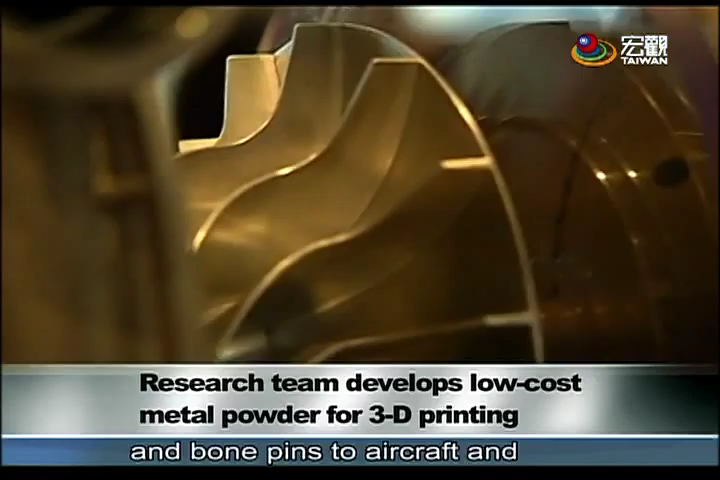 宏觀
TAIWAN
Research team develops low-cost
metal powder for 3-D printing
and bone pins to aircraft and